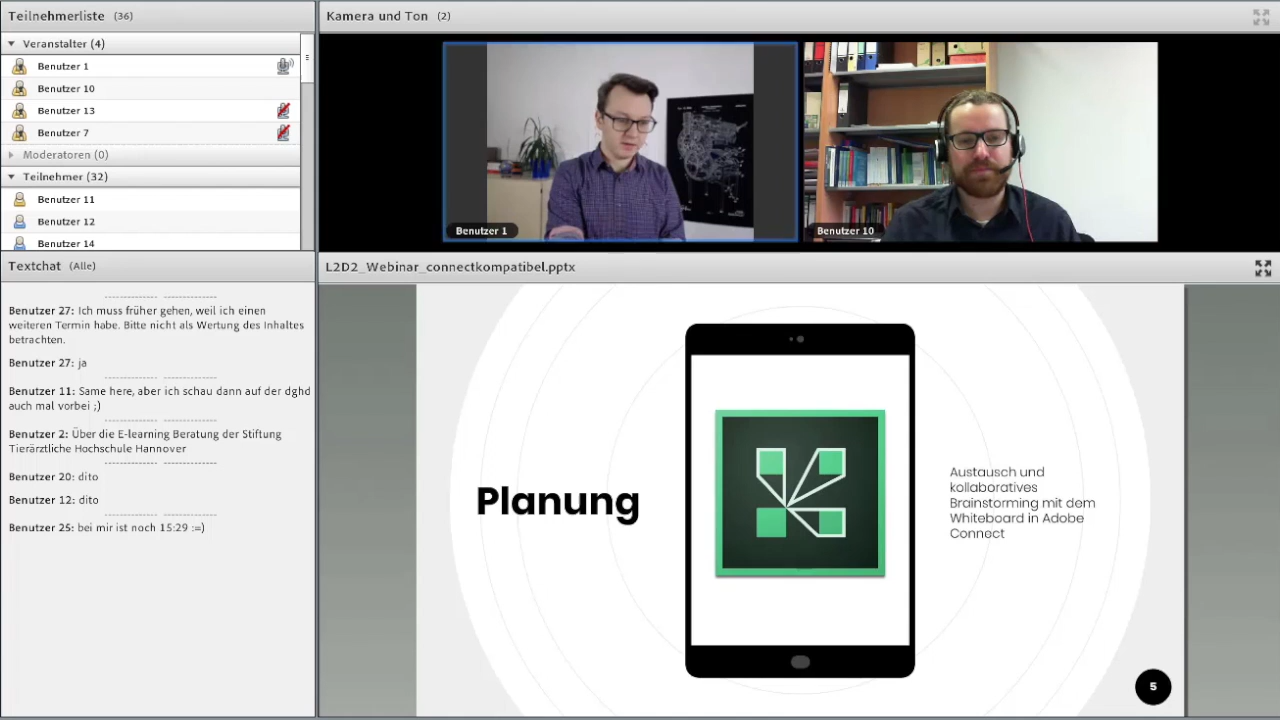 Teilnehmerliste (36)
Veranstalter (4)
Benutzer 1
Benutzer 10
Benutzer 13
Benutzer 7
Moderatoren (0)
Teilnehmer (32)
Benutzer 11
Benutzer 12
Benutzer 14
Kamera und Ton (2)
Benutzer 1
Benutzer 10
Textchat (Alle)
Benutzer 27: Ich muss früher gehen, weil ich einen
weiteren Termin habe. Bitte nicht als Wertung des Inhaltes
betrachten.
Benutzer 27: ja
Benutzer 11: Same here, aber ich schau dann auf der dghd
auch mal vorbei ;)
Benutzer 2: Über die E-learning Beratung der Stiftung
Tierärztliche Hochschule Hannover
Benutzer 20: dito
Benutzer 12: dito
Benutzer 25: bei mir ist noch 15:29 :=)
L2D2_Webinar_connectkompatibel.pptx
Planung
Austausch und
kollaboratives
Brainstorming mit dem
Whiteboard in Adobe
Connect
5